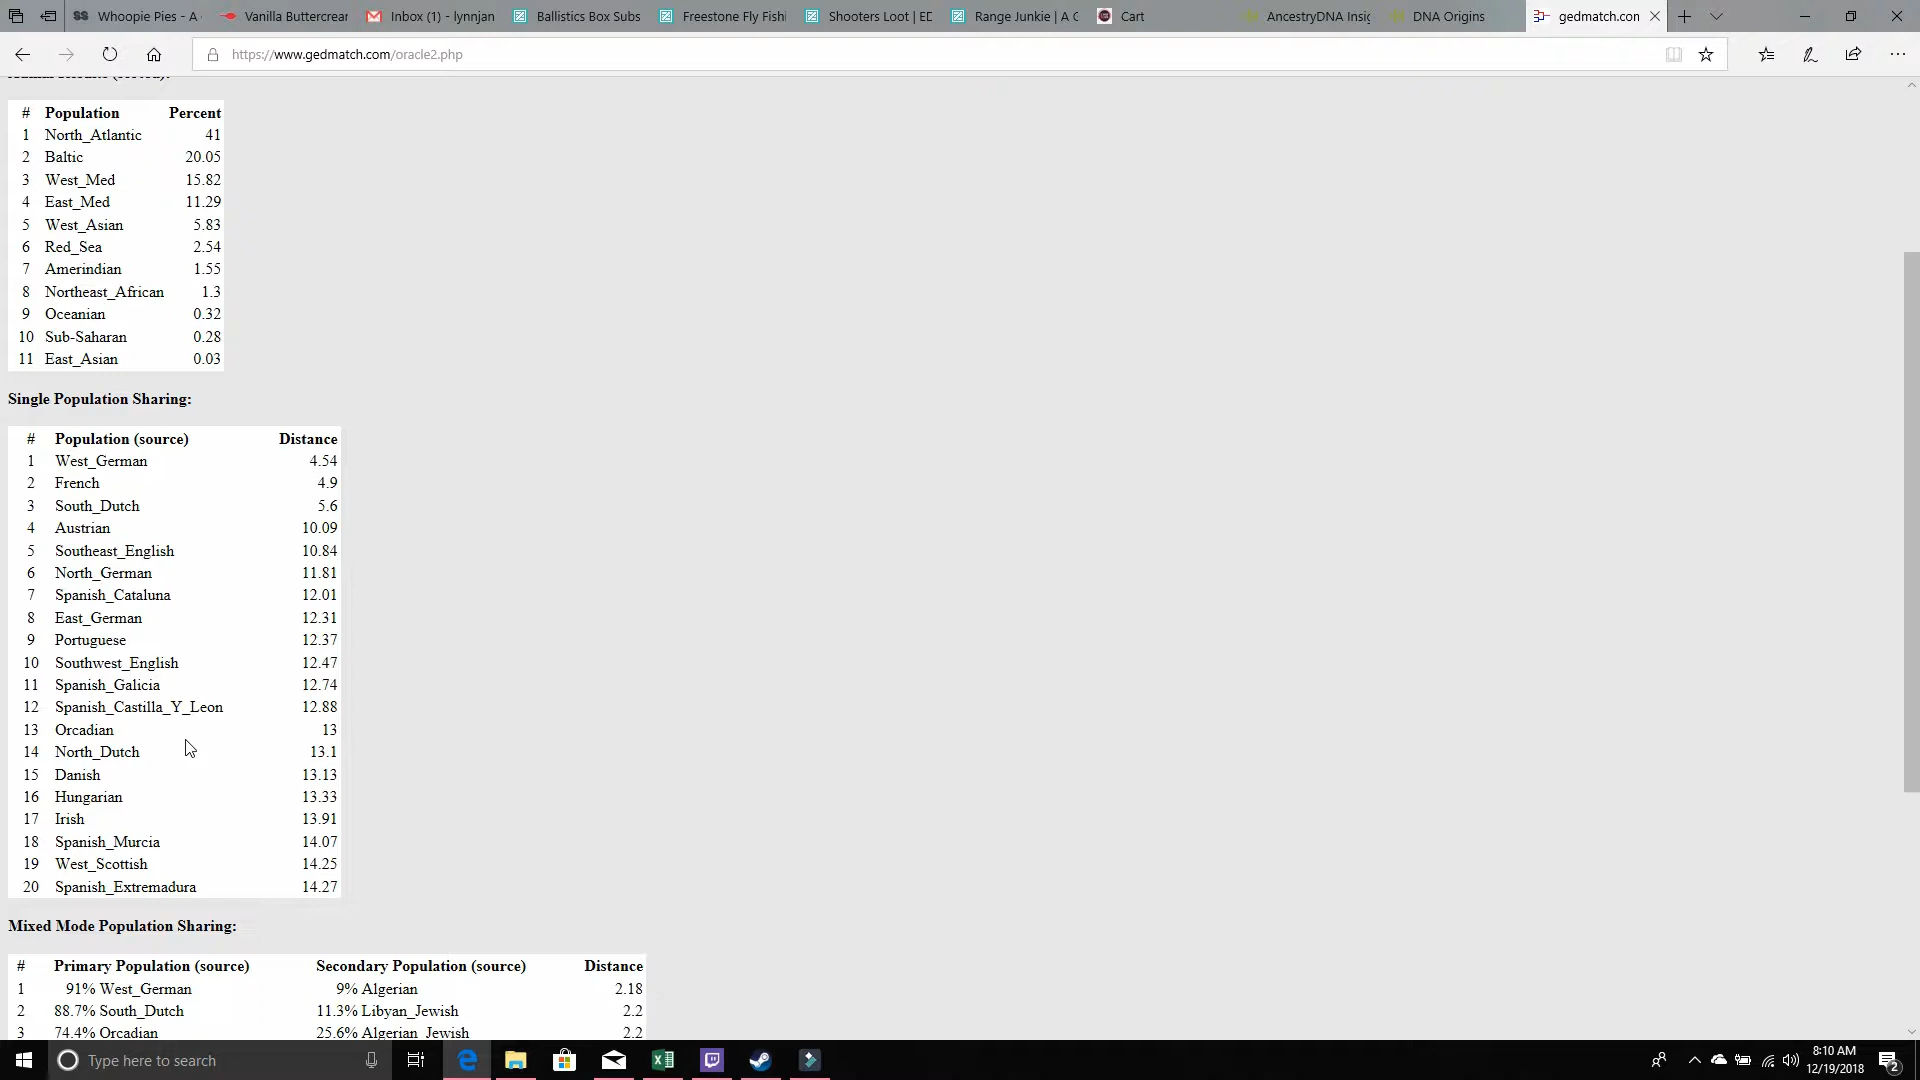 Whoopie Pies - A
Vanilla Buttercrear
Inbox (1) - lynnjan
Ballistics Box Subs
Freestone Fly Fishi
Shooters Loot | ED
Range Junkie | A C
Cart
AncestryDNA Insig
DNA Origins
gedmatch.con
https://www.gedmatch.com/oracle2.php
# Population Percent
1 North_Atlantic 41
2 Baltic 20.05
3 West_Med 15.82
4 East_Med 11.29
5 West_Asian 5.83
6 Red_Sea 2.54
7 Amerindian 1.55
8 Northeast_African 1.3
9 Oceanian 0.32
10 Sub-Saharan 0.28
11 East_Asian 0.03
Single Population Sharing:
# Population (source) Distance
1 West_German 4.54
2 French 4.9
3 South_Dutch 5.6
4 Austrian 10.09
5 Southeast_English 10.84
6 North_German 11.81
7 Spanish_Cataluna 12.01
8 East_German 12.31
9 Portuguese 12.37
10 Southwest_English 12.47
11 Spanish_Galicia 12.74
12 Spanish_Castilla_Y_Leon 12.88
13 Orcadian 13
14 North_Dutch 13.1
15 Danish 13.13
16 Hungarian 13.33
17 Irish 13.91
18 Spanish_Murcia 14.07
19 West_Scottish 14.25
20 Spanish_Extremadura 14.27
Mixed Mode Population Sharing:
# Primary Population (source) Secondary Population (source) Distance
1 91% West_German 9% Algerian 2.18
2 88.7% South_Dutch 11.3% Libyan_Jewish 2.2
3 74.4% Orcadian 25.6% Algerian_Jewish 2.2
Type here to search
8:10 AM
12/19/2018
2